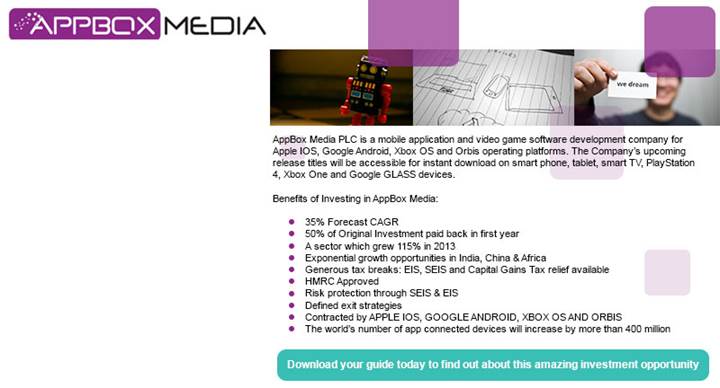 APPBOX MEDIA
we dream
AppBox Media PLC is a mobile application and video game software development company for
Apple IOS, Google Android, Xbox OS and Orbis operating platforms. The Company's upcoming
release titles will be accessible for instant download on smart phone, tablet, smart TV, PlayStation
4, Xbox One and Google GLASS devices.
Benefits of Investing in AppBox Media:
35% Forecast CAGR
50% of Original Investment paid back in first year
A sector which grew 115% in 2013
Exponential growth opportunities in India, China & Africa
Generous tax breaks: EIS, SEIS and Capital Gains Tax relief available
HMRC Approved
Risk protection through SEIS & EIS
Defined exit strategies
Contracted by APPLE IOS, GOOGLE ANDROID, XBOX OS AND ORBIS
The world's number of app connected devices will increase by more than 400 million
Download your guide today to find out about this amazing investment opportunity